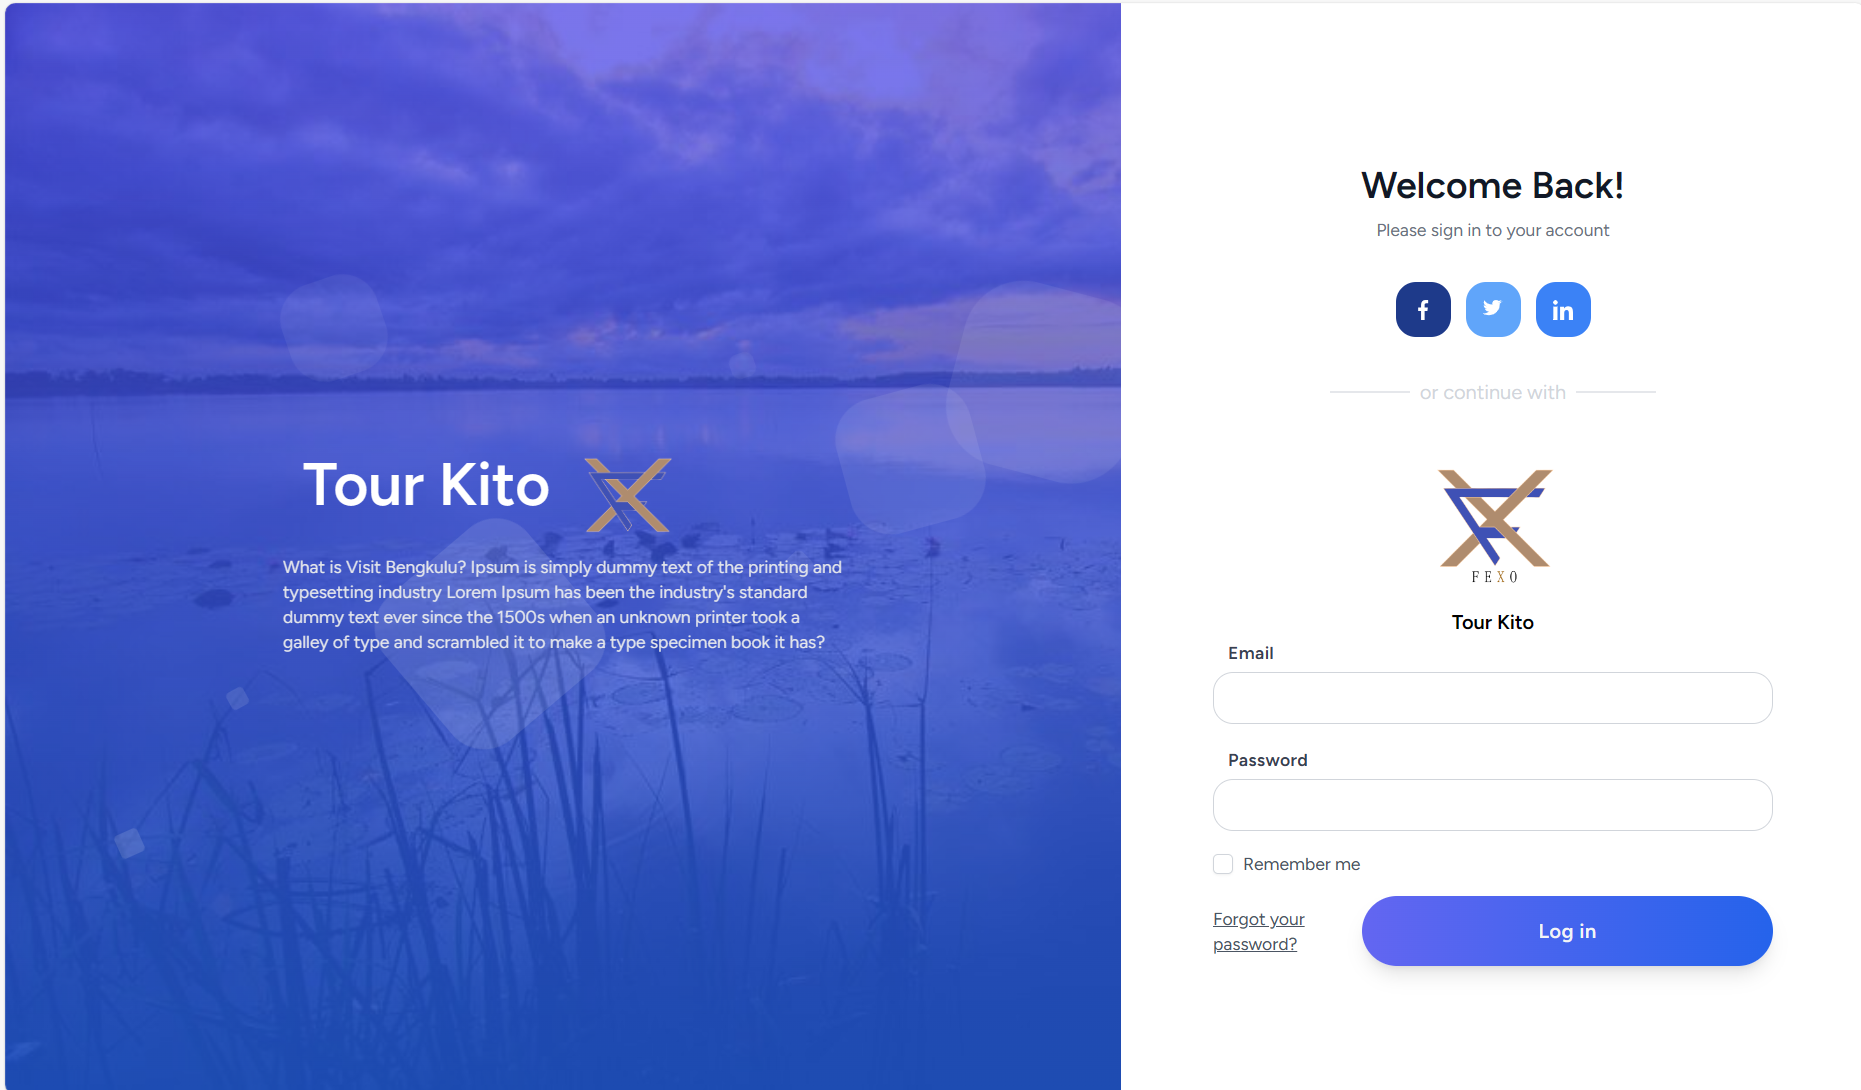 Tour Kito
What is Visit Bengkulu? Ipsum is simply dummy text of the printing and
typesetting industry Lorem Ipsum has been the industry's standard
dummy text ever since the 1500s when an unknown printer took a
galley of type and scrambled it to make a type specimen book it has?
Welcome Back!
Please sign in to your account
or continue with
FEXO
Tour Kito
Email
Password
Remember me
Forgot your
password?
Log in